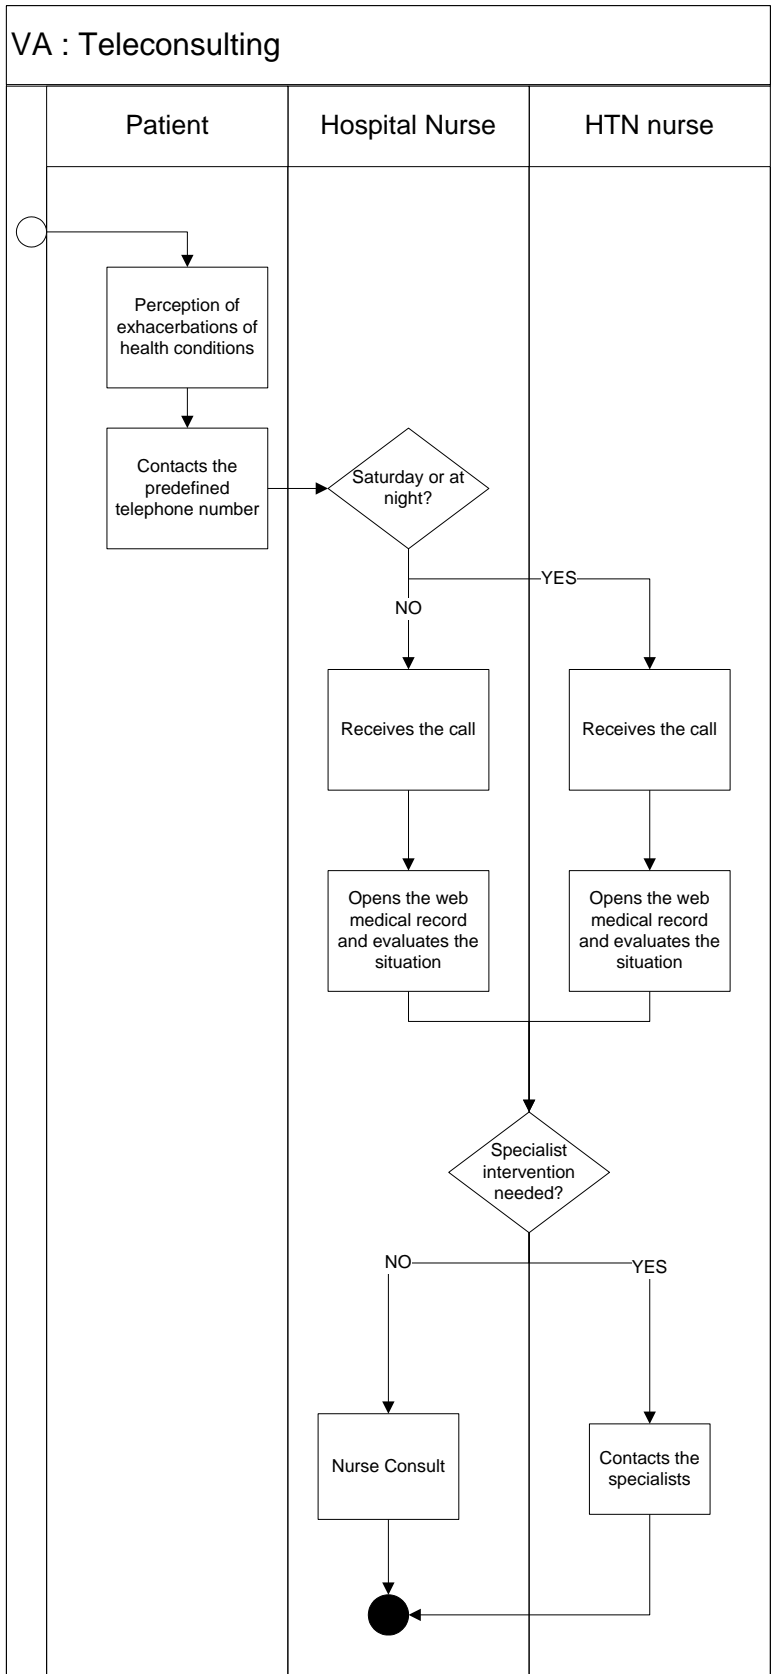 VA : Teleconsulting
Patient
Hospital Nurse
HTN nurse
Perception of
exhacerbations of
health conditions
Contacts the
predefined
telephone number
Saturday or at
night?
YES
NO
Receives the call
Receives the call
Opens the web
medical record
and evaluates the
situation
Opens the web
medical record
and evaluates the
situation
Specialist
intervention
needed?
NO
YES
Nurse Consult
Contacts the
specialists